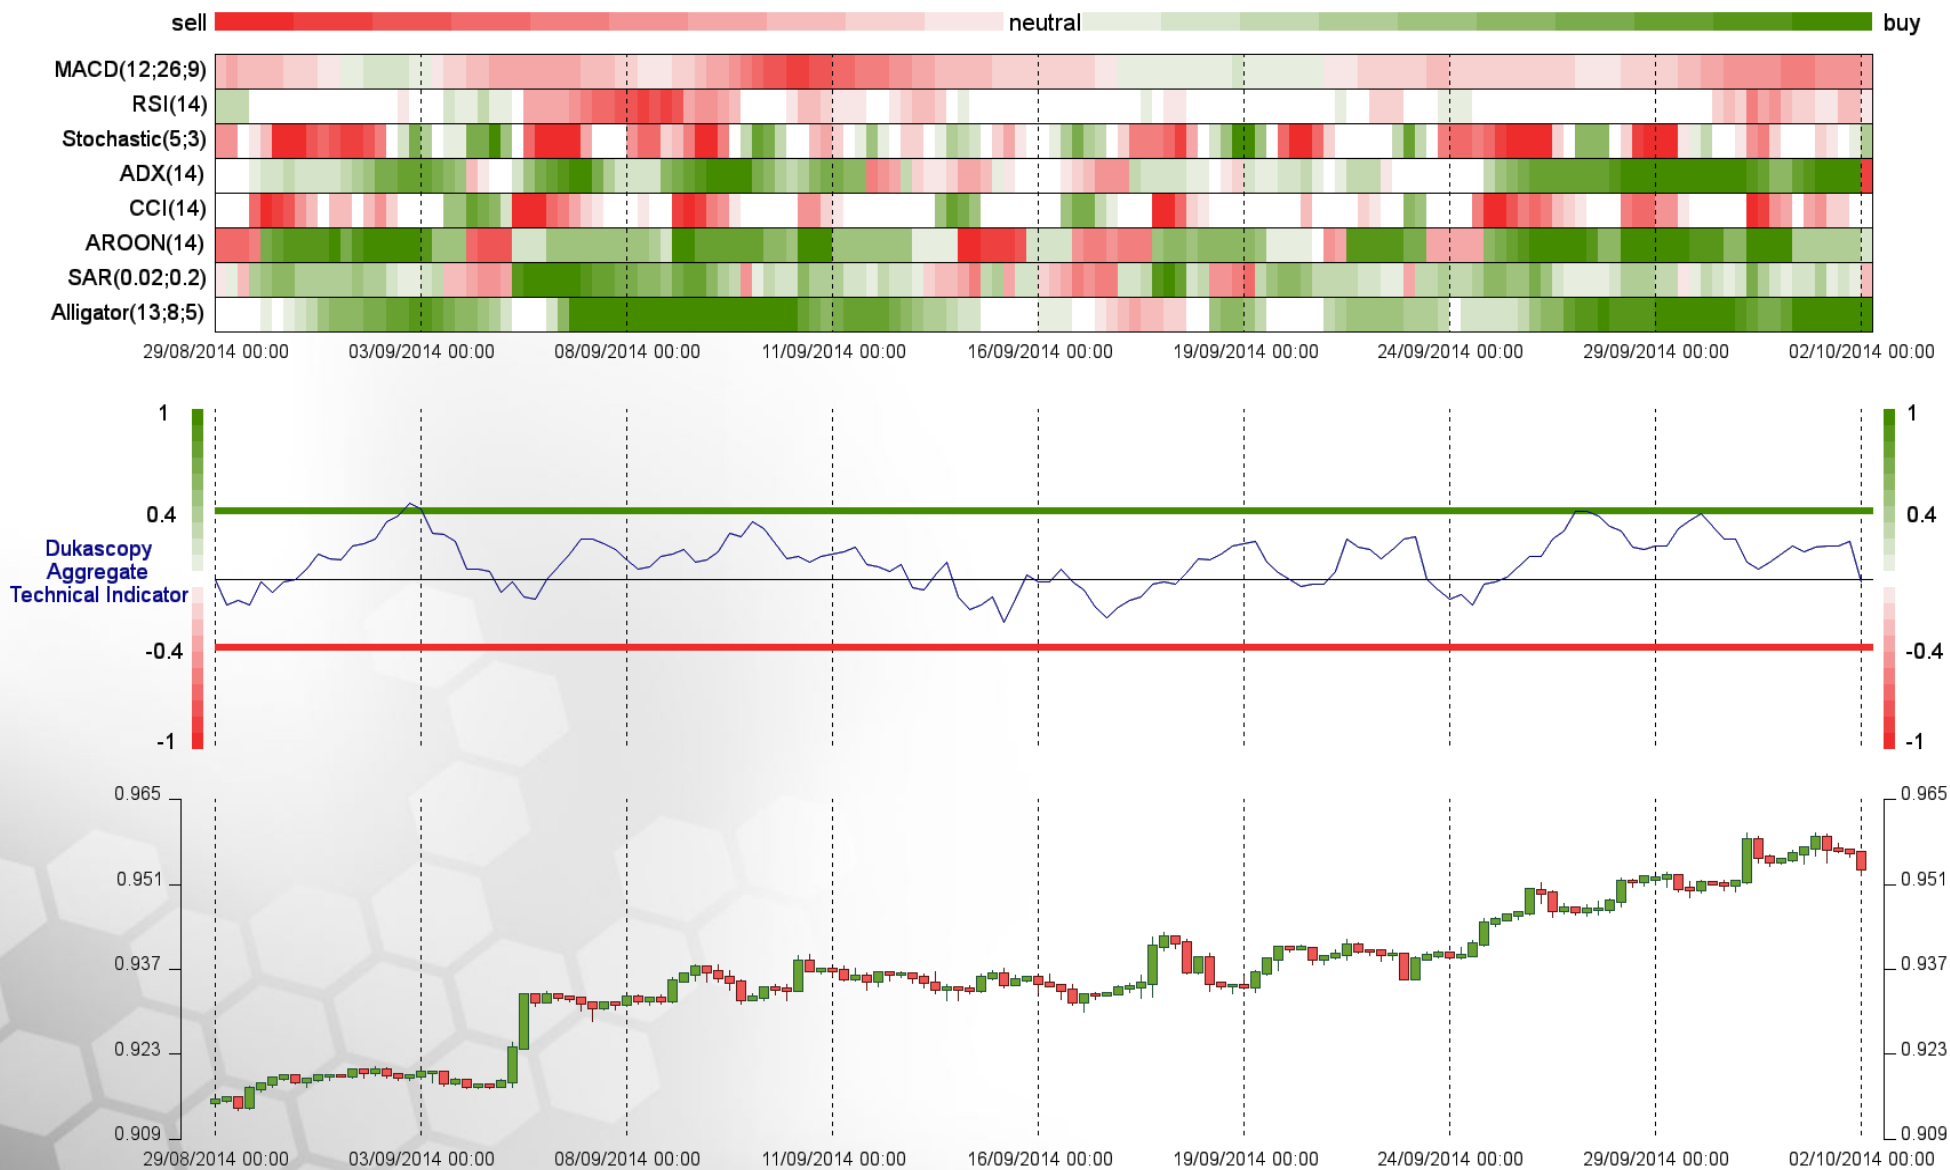 sell neutral buy
MACD(12;26;9)
RSI(14)
Stochastic(5;3)
ADX(14)
CCI(14)
AROON(14)
SAR(0.02;0.2)
Alligator(13;8;5)
29/08/2014 00:00 03/09/2014 00:00 08/09/2014 00:00 11/09/2014 00:00 16/09/2014 00:00 19/09/2014 00:00 24/09/2014 00:00 29/09/2014 00:00 02/10/2014 00:00
1 1
0.4 0.4
Dukascopy
Aggregate
Technical Indicator
-0.4 -0.4
-1 -1
0.965 0.965
0.951 0.951
0.937 0.937
0.923 0.923
0.909 0.909
29/08/2014 00:00 03/09/2014 00:00 08/09/2014 00:00 11/09/2014 00:00 16/09/2014 00:00 19/09/2014 00:00 24/09/2014 00:00 29/09/2014 00:00 02/10/2014 00:00